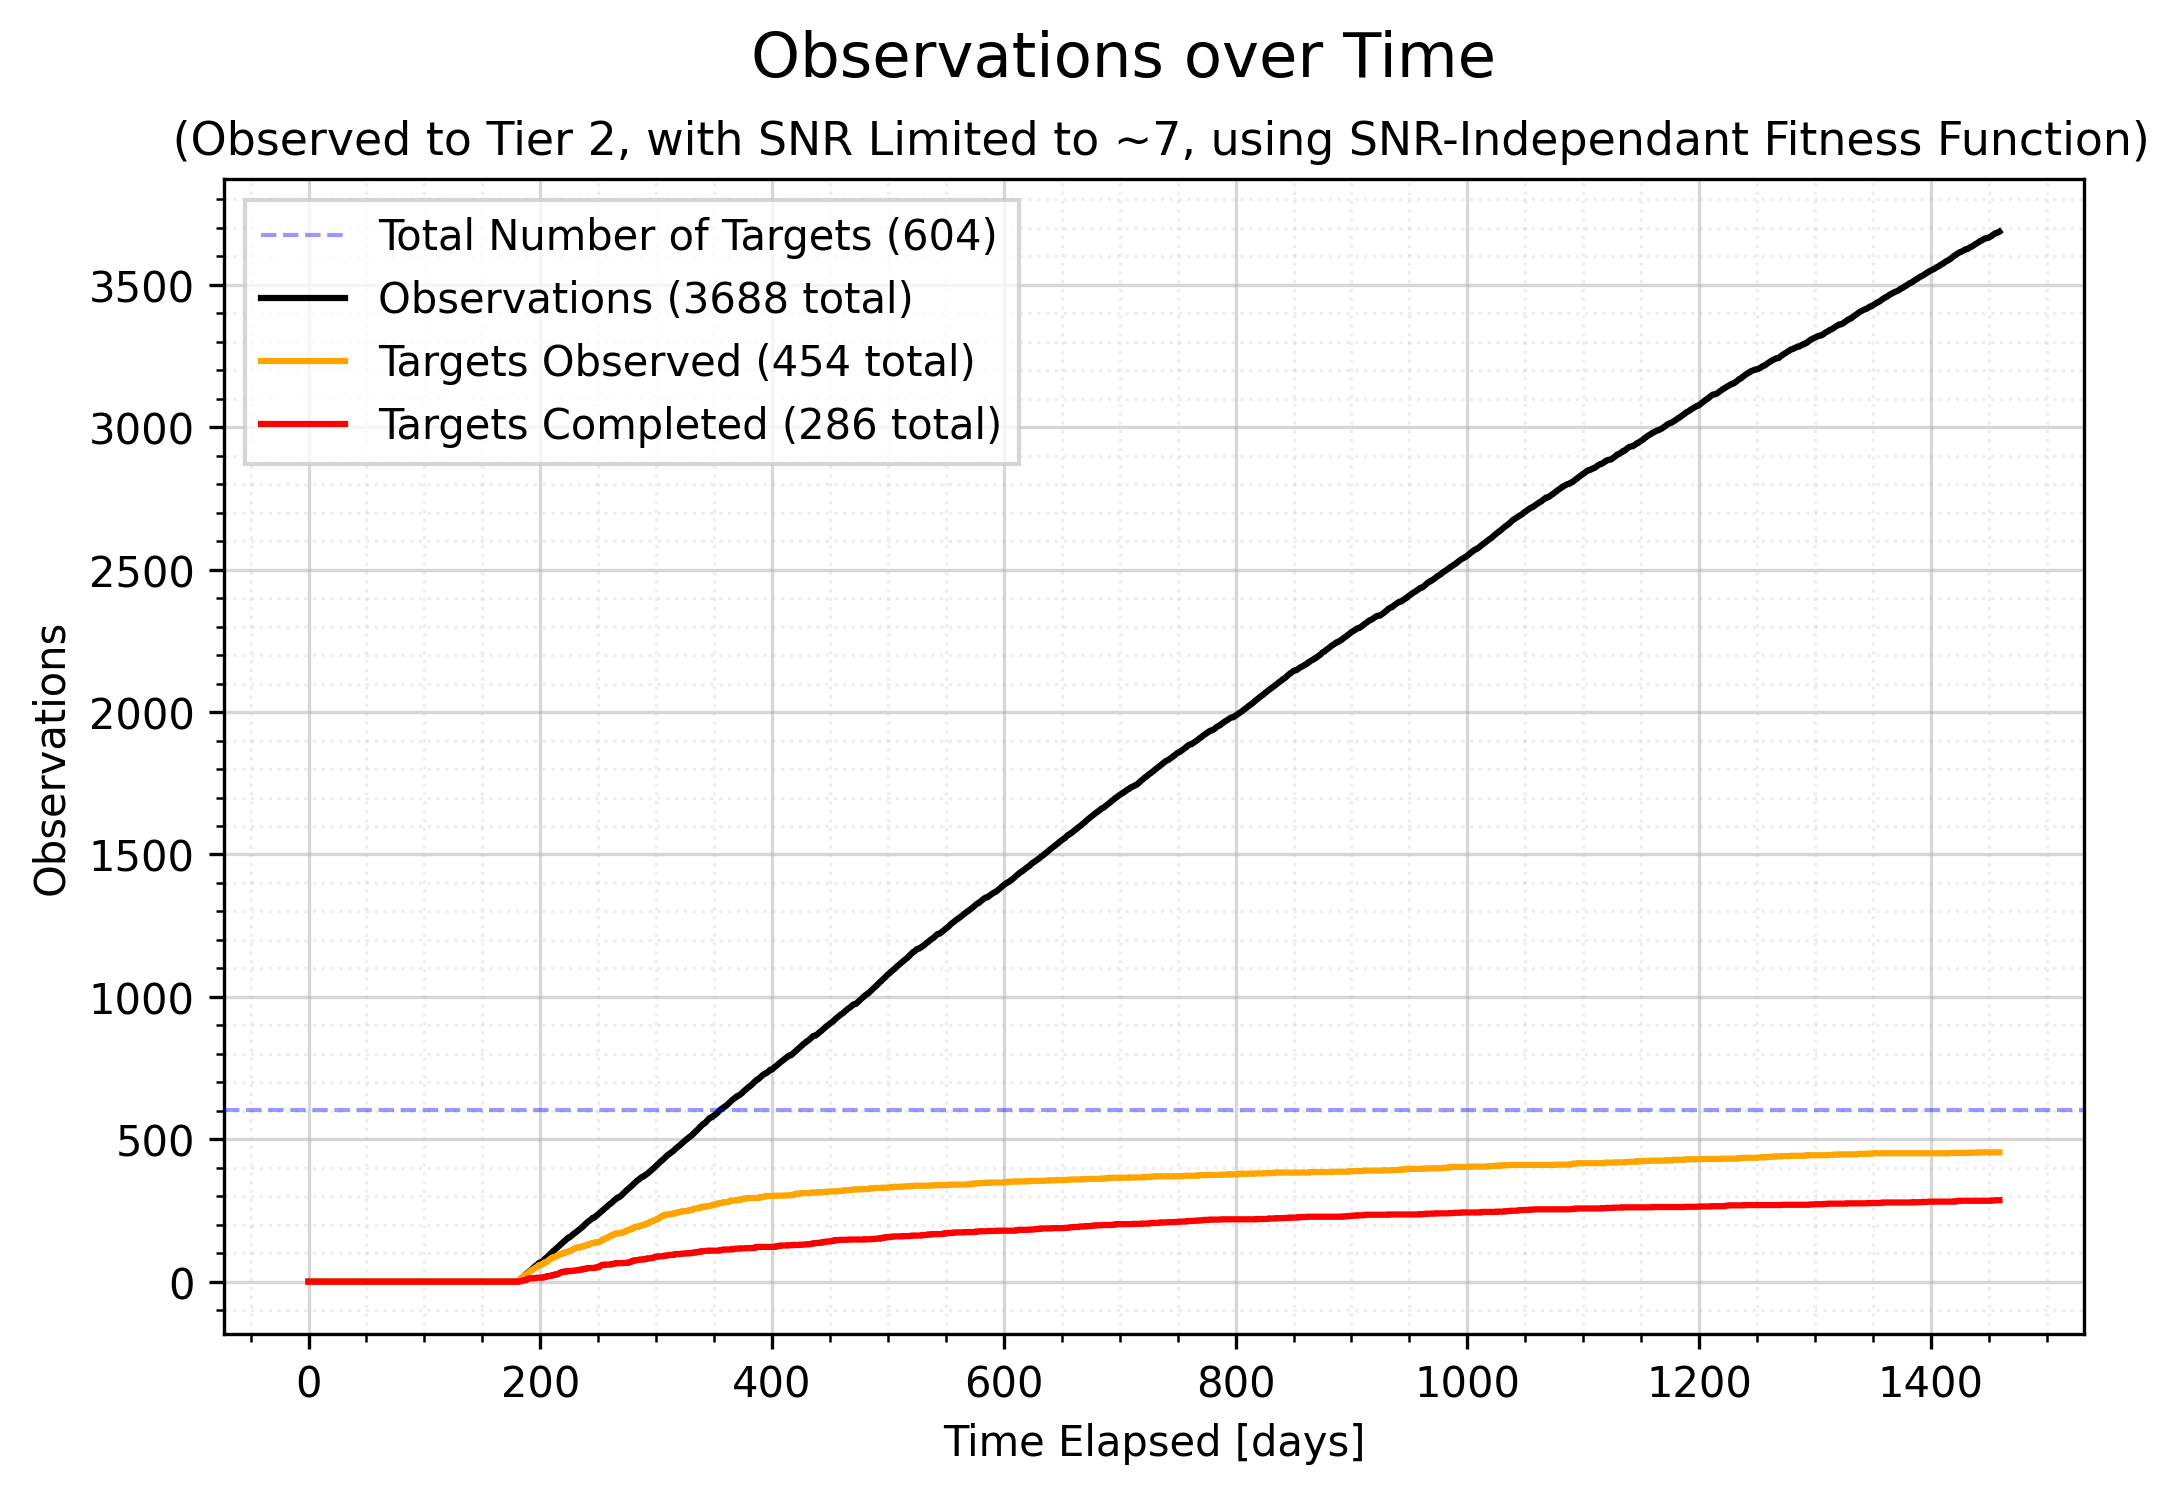 Observations over Time
(Observed to Tier 2, with SNR Limited to ~7, using SNR-Independant Fitness Function)
Total Number of Targets (604)
Observations (3688 total)
Targets Observed (454 total)
Targets Completed (286 total)
3500
3000
2500
2000
1500
1000
500
0
Observations
0 200 400 600 800 1000 1200 1400
Time Elapsed [days]